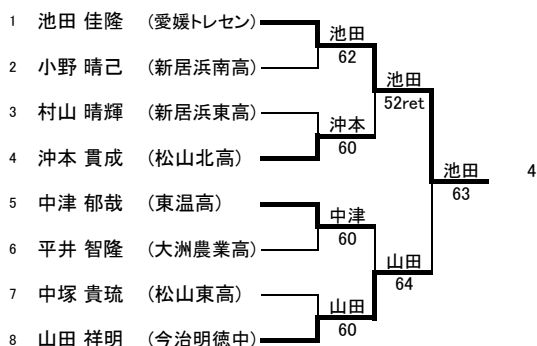 1 池田 佳隆 (愛媛トレセン)
池田
2 小野 晴己 (新居浜南高)
62
池田
3 村山 晴輝 (新居浜東高)
52ret
沖本
4 沖本 貫成 (松山北高)
60
池田 4
63
5 中津 郁哉 (東温高)
中津
6 平井 智隆 (大洲農業高)
60
山田
7 中塚 貴琉 (松山東高)
64
山田
8 山田 祥明 (今治明徳中)
60